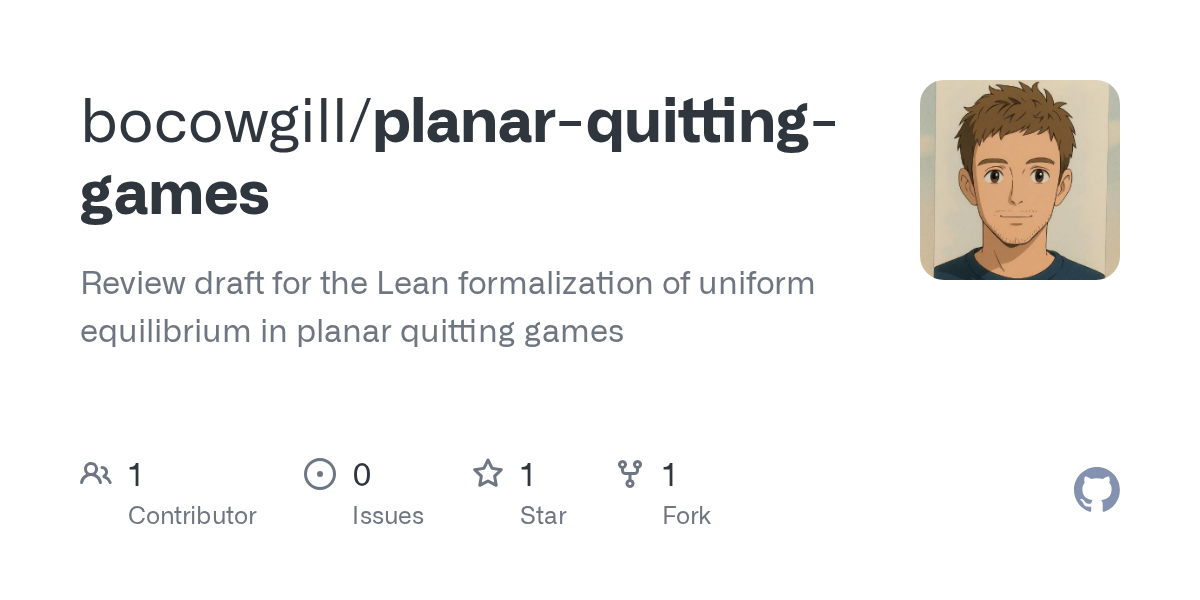 bocowgill/planar-quitting-
games
Review draft for the Lean formalization of uniform
equilibrium in planar quitting games
1
Contributor
0
Issues
1
Star
1
Fork